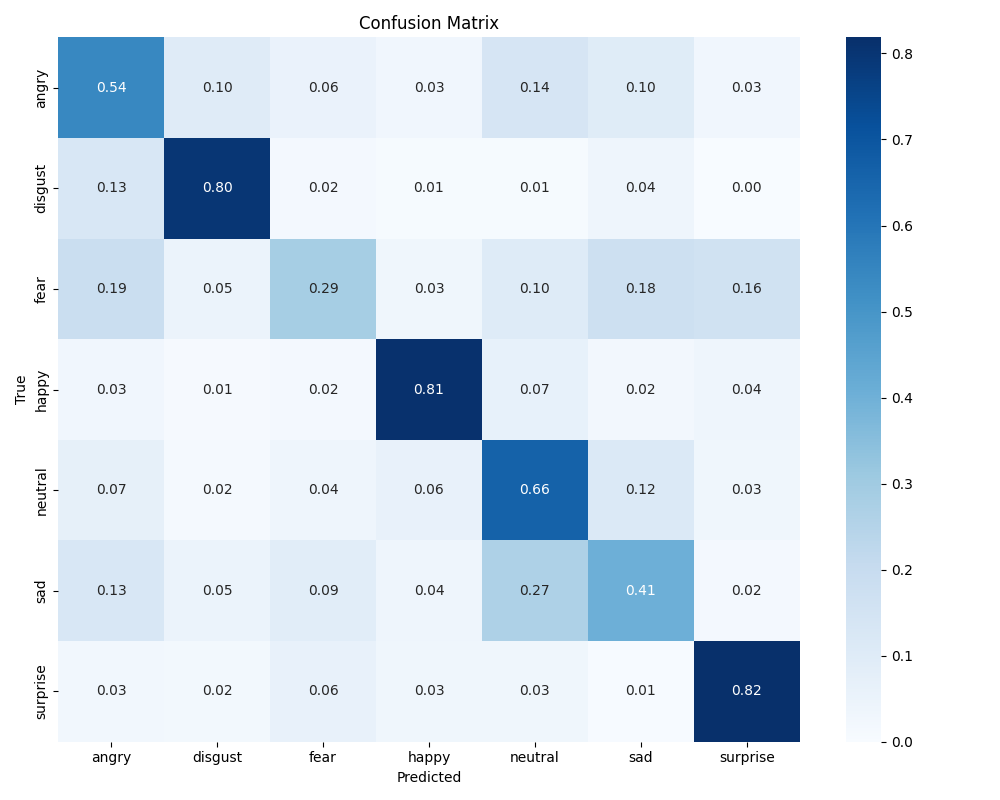 Confusion Matrix
angry 0.54 0.10 0.06 0.03 0.14 0.10 0.03
disgust 0.13 0.80 0.02 0.01 0.01 0.04 0.00
fear 0.19 0.05 0.29 0.03 0.10 0.18 0.16
happy 0.03 0.01 0.02 0.81 0.07 0.02 0.04
neutral 0.07 0.02 0.04 0.06 0.66 0.12 0.03
sad 0.13 0.05 0.09 0.04 0.27 0.41 0.02
surprise 0.03 0.02 0.06 0.03 0.03 0.01 0.82
True
angry disgust fear happy neutral sad surprise
Predicted
0.8
0.7
0.6
0.5
0.4
0.3
0.2
0.1
0.0